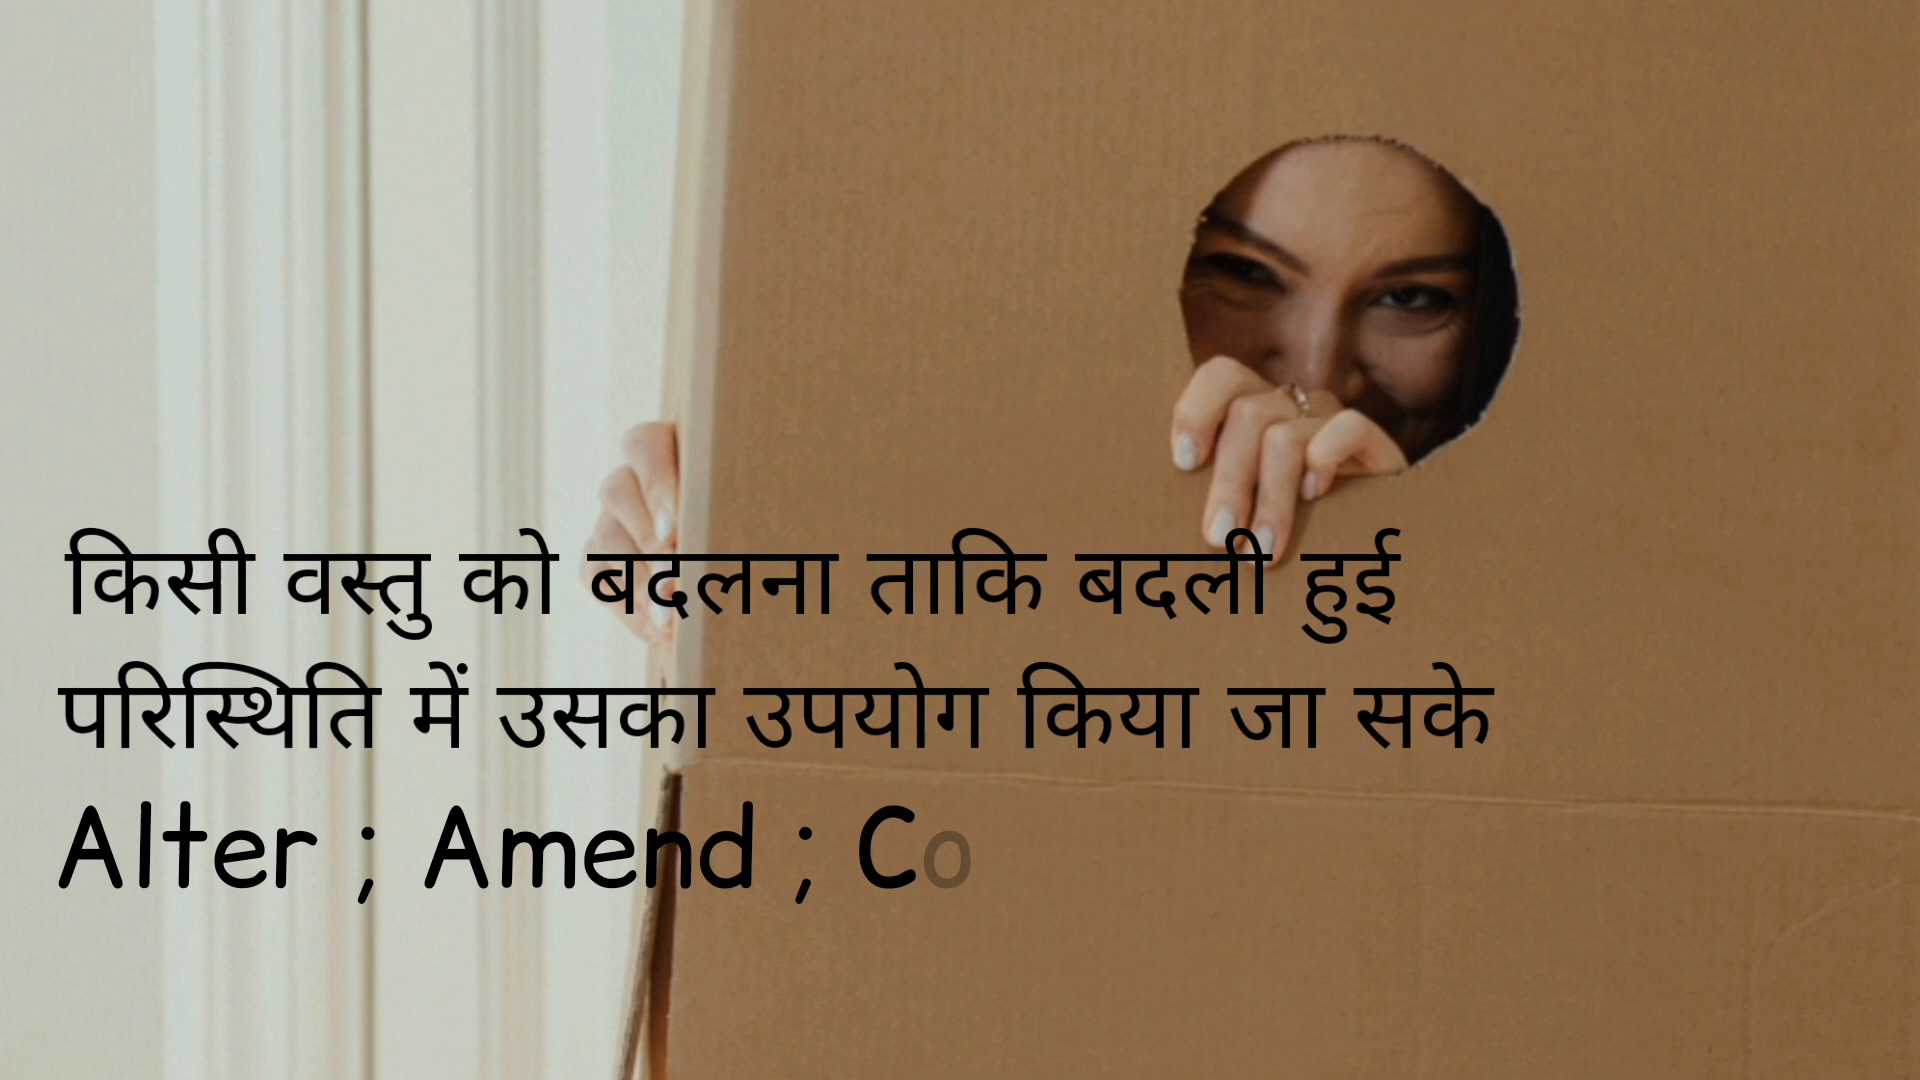 किसी वस्तु को बदलना ताकि बदली हुई
परिस्थिति में उसका उपयोग किया जा सके
Alter ; Amend ; Co